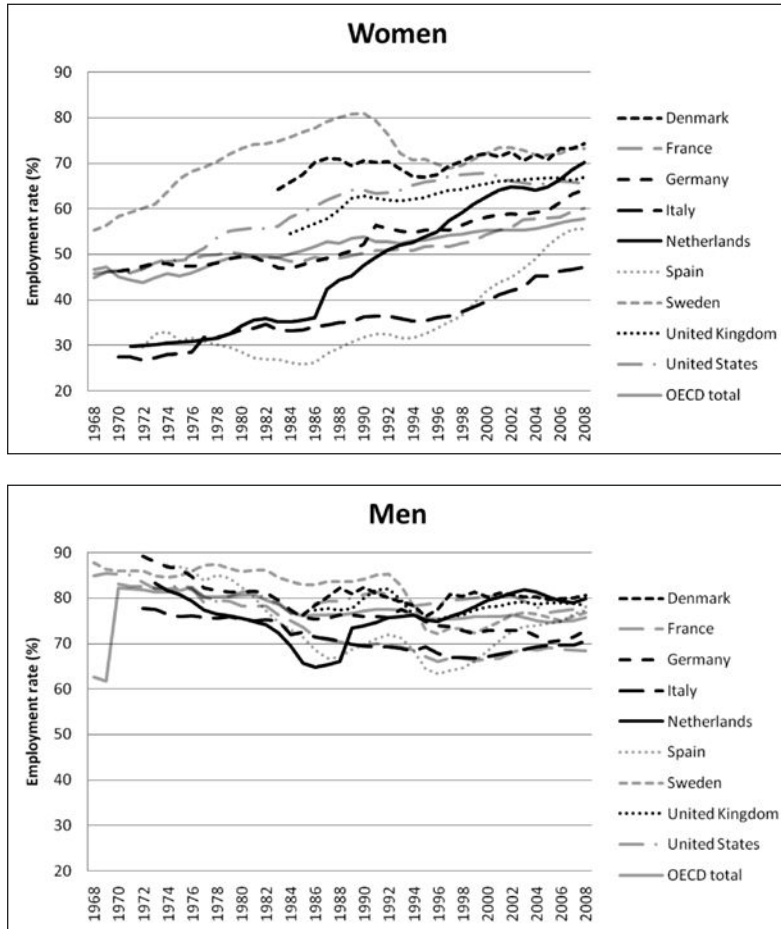 Women
Employment rate (%)
90
80
70
60
50
40
30
20
1968
1970
1972
1974
1976
1978
1980
1982
1984
1986
1988
1990
1992
1994
1996
1998
2000
2002
2004
2006
2008
Denmark
France
Germany
Italy
Netherlands
Spain
Sweden
United Kingdom
United States
OECD total
Men
Employment rate (%)
90
80
70
60
50
40
30
20
1968
1970
1972
1974
1976
1978
1980
1982
1984
1986
1988
1990
1992
1994
1996
1998
2000
2002
2004
2006
2008
Denmark
France
Germany
Italy
Netherlands
Spain
Sweden
United Kingdom
United States
OECD total